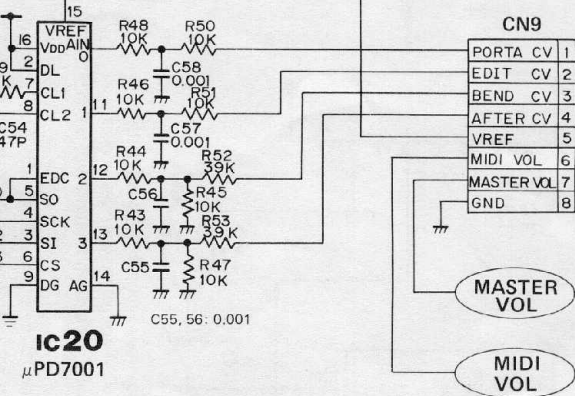 15
VREF
16 VDD AIN 0
2 DL
7 CL1
8 CL2
11 1
C54
47P
1 EDC 2 12
5 SO
4 SCK
3 SI 3 13
6 CS
9 DG AG 14
IC20
μPD7001
R48
10K
R50
10K
C58
0.001
R46
10K
R51
10K
C57
0.001
R44
10K
R52
39K
C56
R45
10K
R43
10K
R53
39K
C55
R47
10K
C55, 56: 0.001
CN9
PORTA CV 1
EDIT CV 2
BEND CV 3
AFTER CV 4
VREF 5
MIDI VOL 6
MASTER VOL 7
GND 8
MASTER
VOL
MIDI
VOL